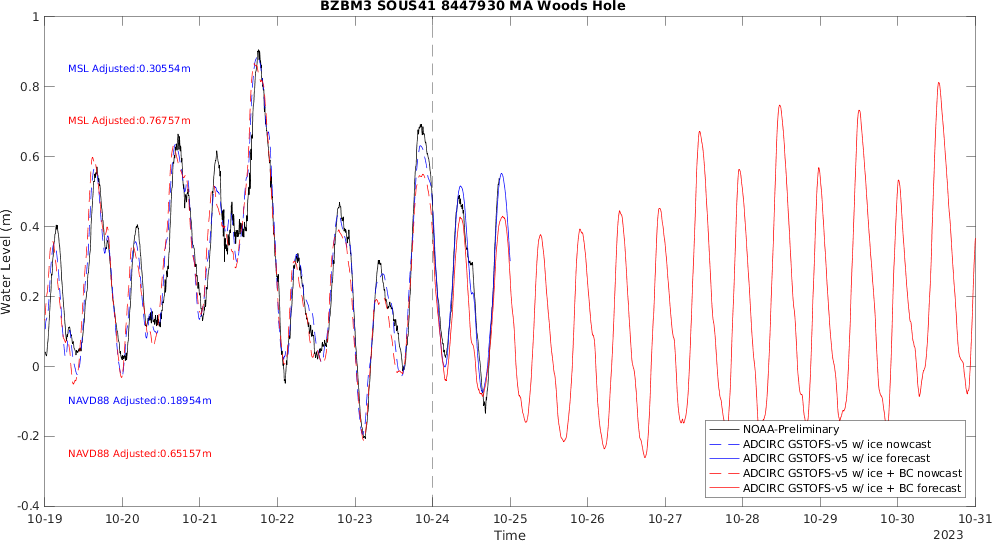 BZBM3 SOUS41 8447930 MA Woods Hole
1
0.8
0.6
0.4
0.2
0
-0.2
-0.4
Water Level (m)
MSL Adjusted:0.30554m
MSL Adjusted:0.76757m
NAVD88 Adjusted:0.18954m
NAVD88 Adjusted:0.65157m
NOAA-Preliminary
ADCIRC GSTOFS-v5 w/ ice nowcast
ADCIRC GSTOFS-v5 w/ ice forecast
ADCIRC GSTOFS-v5 w/ ice + BC nowcast
ADCIRC GSTOFS-v5 w/ ice + BC forecast
10-19 10-20 10-21 10-22 10-23 10-24 10-25 10-26 10-27 10-28 10-29 10-30 10-31
Time
2023